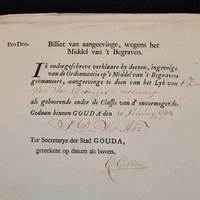 Pro Deo.
Billiet van aangeevinge, wegens het
Middel van 't Begraven.
Ik ondergeschreve verklaare by deezen, ingevolge
van de Ordonnantie op 't Middel van 't Begraven
geëmaneert, aangeevinge te doen van het Lyk van
als gehoorende onder de Classis van d' onvermogende.
Gedaan binnen GOUDA, den
Ter Secretarye der Stad GOUDA,
geteekent op datum als boven.